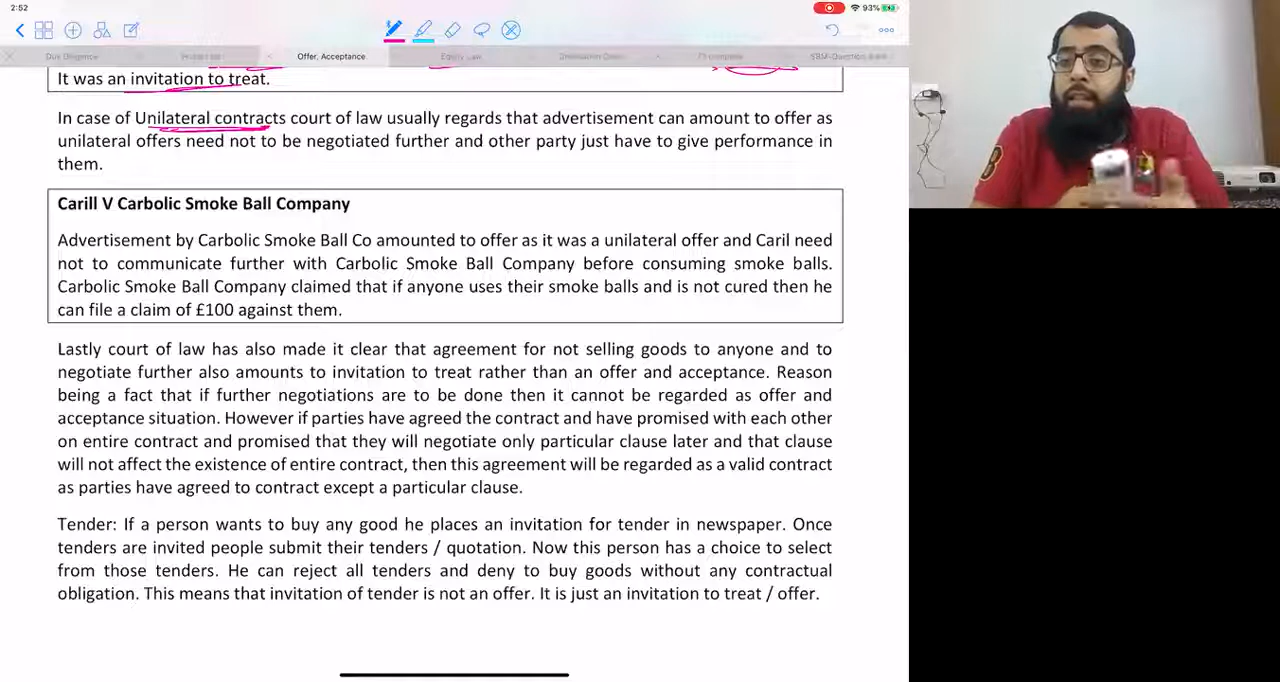 2:52
93%
Due Diligence
Offer, Acceptance
Equity Law
SBM-Question
It was an invitation to treat.
In case of Unilateral contracts court of law usually regards that advertisement can amount to offer as
unilateral offers need not to be negotiated further and other party just have to give performance in
them.
Carill V Carbolic Smoke Ball Company
Advertisement by Carbolic Smoke Ball Co amounted to offer as it was a unilateral offer and Caril need
not to communicate further with Carbolic Smoke Ball Company before consuming smoke balls.
Carbolic Smoke Ball Company claimed that if anyone uses their smoke balls and is not cured then he
can file a claim of £100 against them.
Lastly court of law has also made it clear that agreement for not selling goods to anyone and to
negotiate further also amounts to invitation to treat rather than an offer and acceptance. Reason
being a fact that if further negotiations are to be done then it cannot be regarded as offer and
acceptance situation. However if parties have agreed the contract and have promised with each other
on entire contract and promised that they will negotiate only particular clause later and that clause
will not affect the existence of entire contract, then this agreement will be regarded as a valid contract
as parties have agreed to contract except a particular clause.
Tender: If a person wants to buy any good he places an invitation for tender in newspaper. Once
tenders are invited people submit their tenders / quotation. Now this person has a choice to select
from those tenders. He can reject all tenders and deny to buy goods without any contractual
obligation. This means that invitation of tender is not an offer. It is just an invitation to treat / offer.